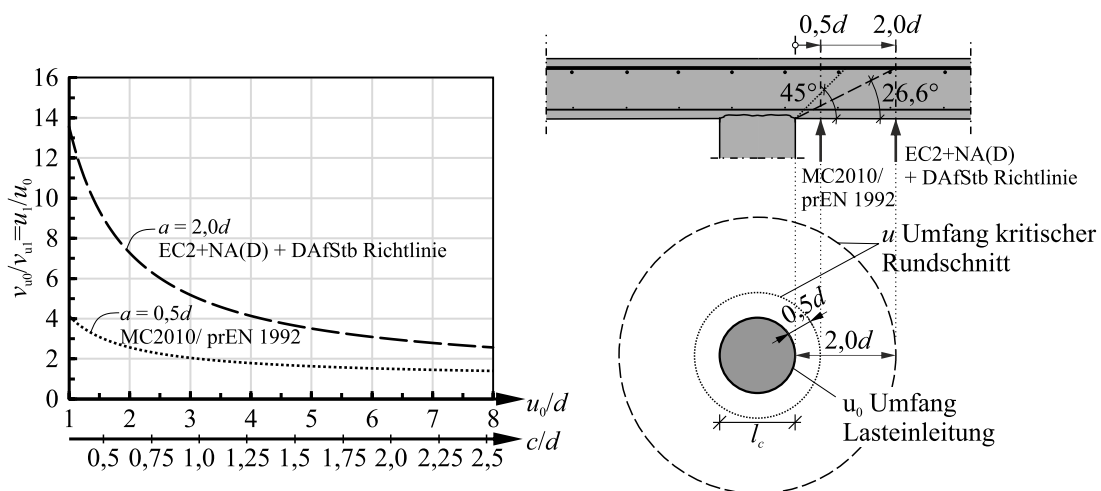 16
14
12
10
8
6
4
2
0
v_u0/v_u1=u_1/u_0
a = 2,0d
EC2+NA(D) + DAfStb Richtlinie
a = 0,5d
MC2010/ prEN 1992
1 2 3 4 5 6 7 8
u_0/d
c/d
0,5 0,75 1,0 1,25 1,5 1,75 2,0 2,25 2,5
0,5d 2,0d
45° 26,6°
MC2010/
prEN 1992
EC2+NA(D)
+ DAfStb Richtlinie
u Umfang kritischer
Rundschnitt
0,5d
2,0d
u_0 Umfang
Lasteinleitung
l_c